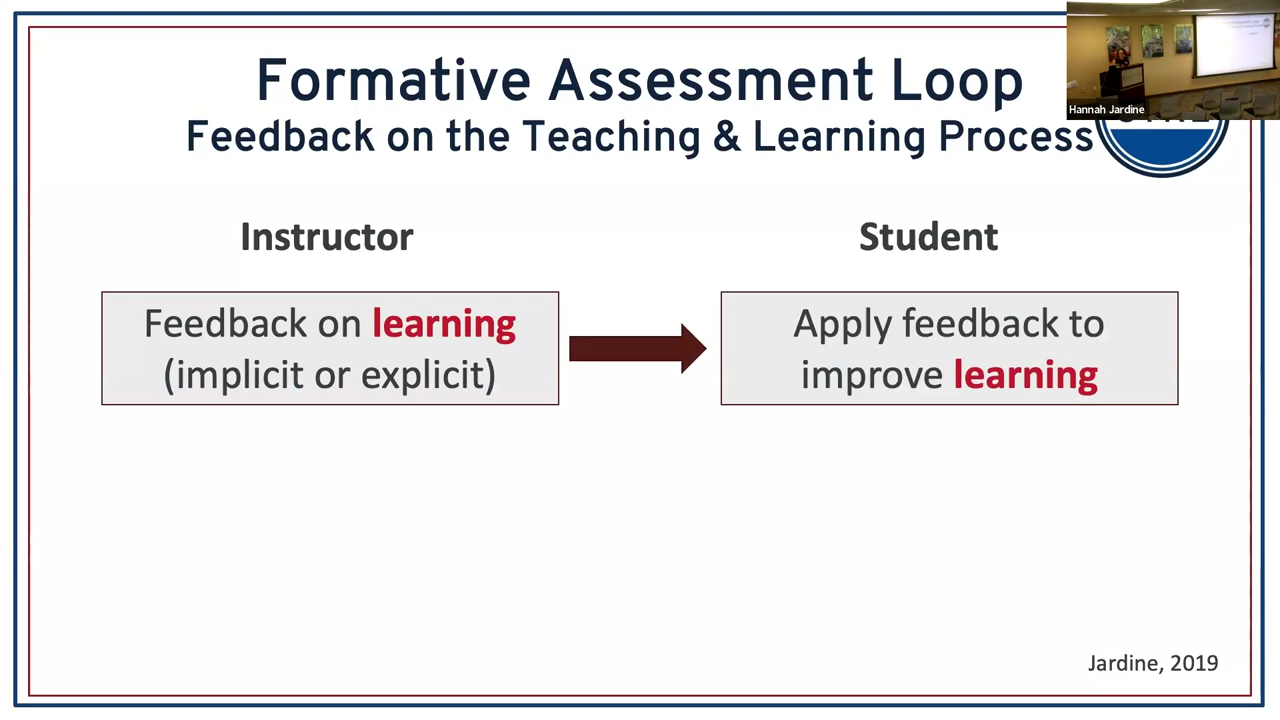 Formative Assessment Loop
Feedback on the Teaching & Learning Process
Hannah Jardine
Instructor
Student
Feedback on learning
(implicit or explicit)
Apply feedback to
improve learning
Jardine, 2019